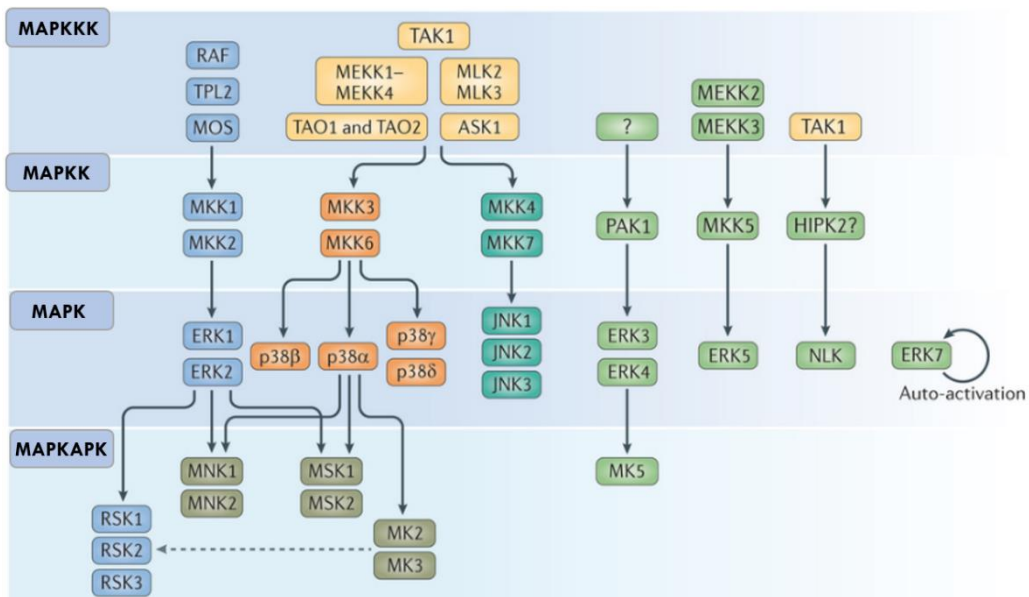 MAPKKK
RAF
TPL2
MOS
TAK1
MEKK1–
MEKK4
MLK2
MLK3
TAO1 and TAO2
ASK1
?
MEKK2
MEKK3
TAK1
MAPKK
MKK1
MKK2
MKK3
MKK6
MKK4
MKK7
PAK1
MKK5
HIPK2?
MAPK
ERK1
ERK2
p38β
p38α
p38γ
p38δ
JNK1
JNK2
JNK3
ERK3
ERK4
ERK5
NLK
ERK7
Auto-activation
MAPKAPK
MNK1
MNK2
MSK1
MSK2
MK5
RSK1
RSK2
RSK3
MK2
MK3